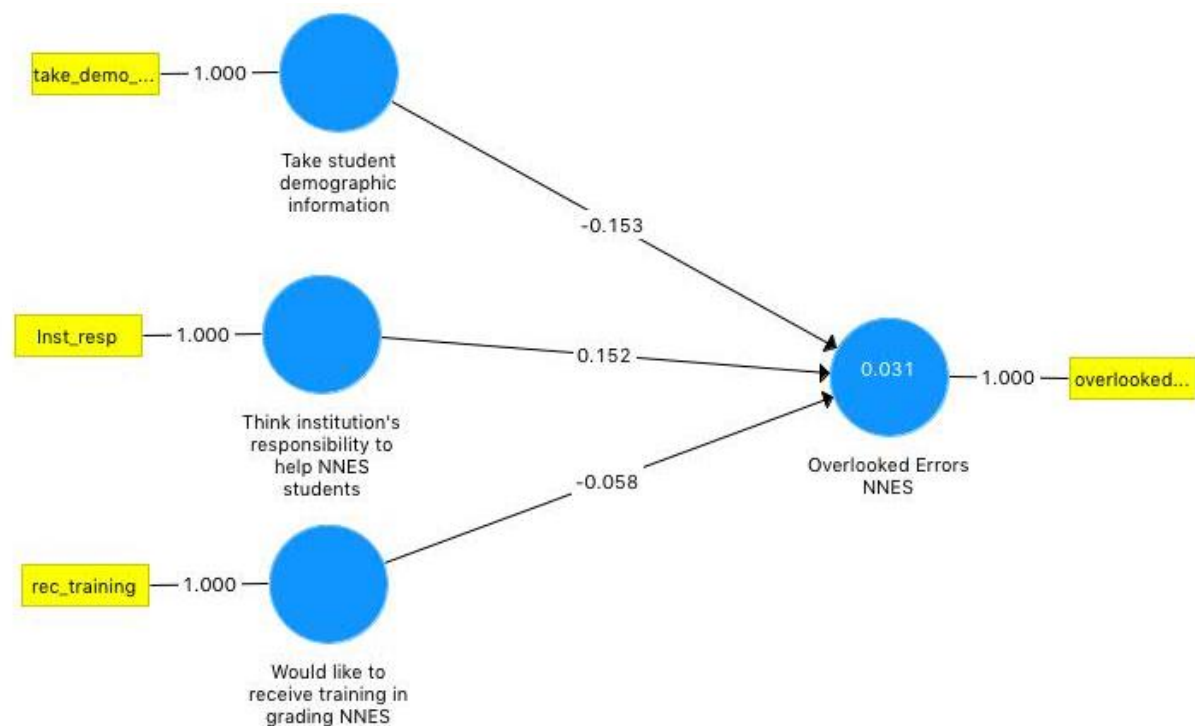 take_demo_...
1.000
Take student
demographic
information
-0.153
Inst_resp
1.000
Think institution's
responsibility to
help NNES
students
0.152
0.031
1.000
overlooked...
Overlooked Errors
NNES
-0.058
rec_training
1.000
Would like to
receive training in
grading NNES